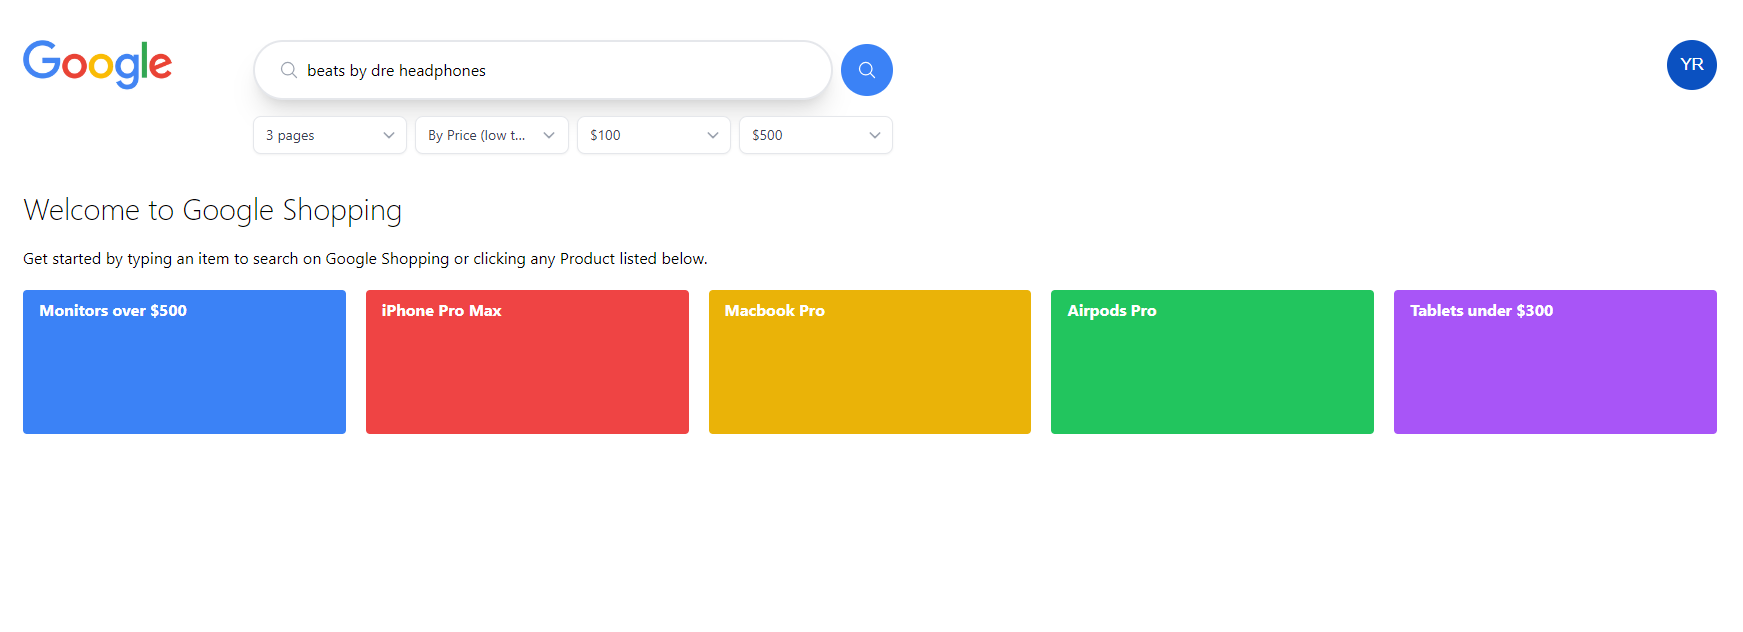 Google
beats by dre headphones
YR
3 pages
By Price (low t...
$100
$500
Welcome to Google Shopping
Get started by typing an item to search on Google Shopping or clicking any Product listed below.
Monitors over $500
iPhone Pro Max
Macbook Pro
Airpods Pro
Tablets under $300